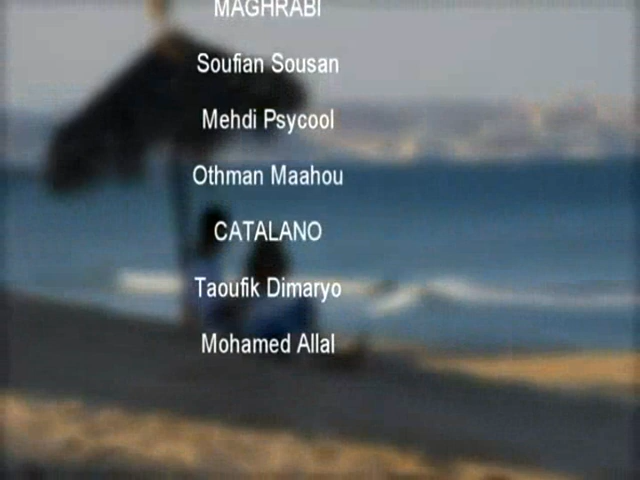 MAGHRABI
Soufian Sousan
Mehdi Psycool
Othman Maahou
CATALANO
Taoufik Dimaryo
Mohamed Allal